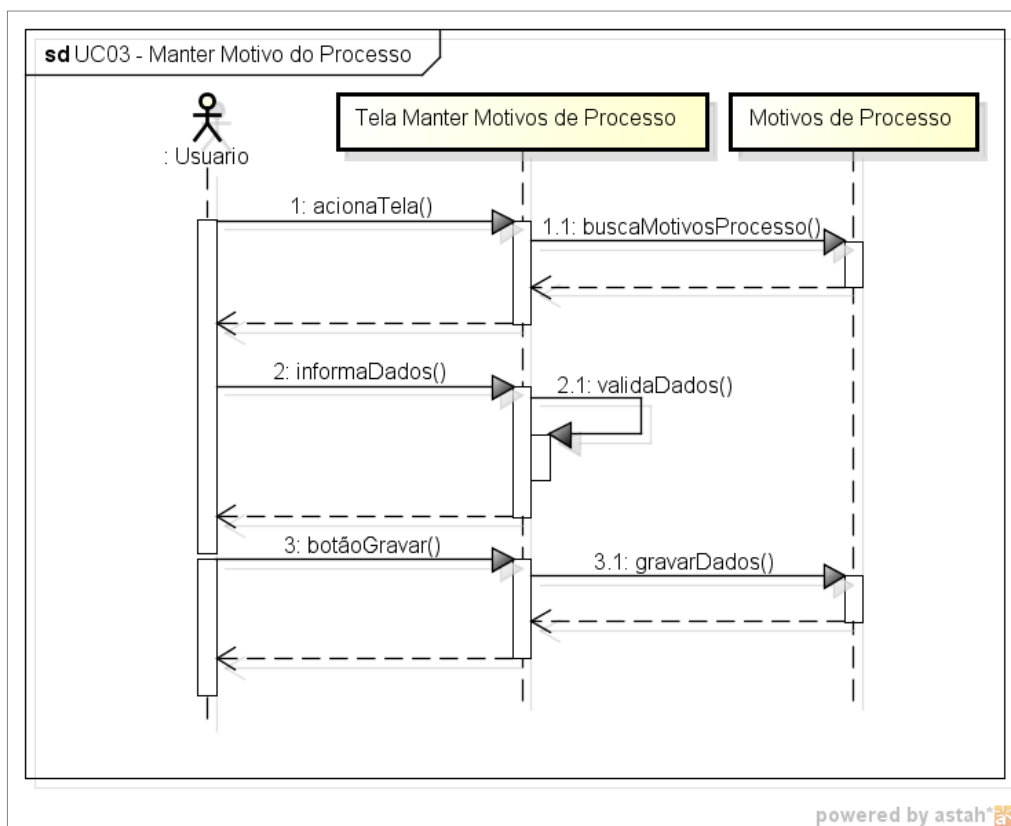 sd UC03 - Manter Motivo do Processo
: Usuario
Tela Manter Motivos de Processo
Motivos de Processo
1: acionaTela()
1.1: buscaMotivosProcesso()
2: informaDados()
2.1: validaDados()
3: botãoGravar()
3.1: gravarDados()
powered by astah*